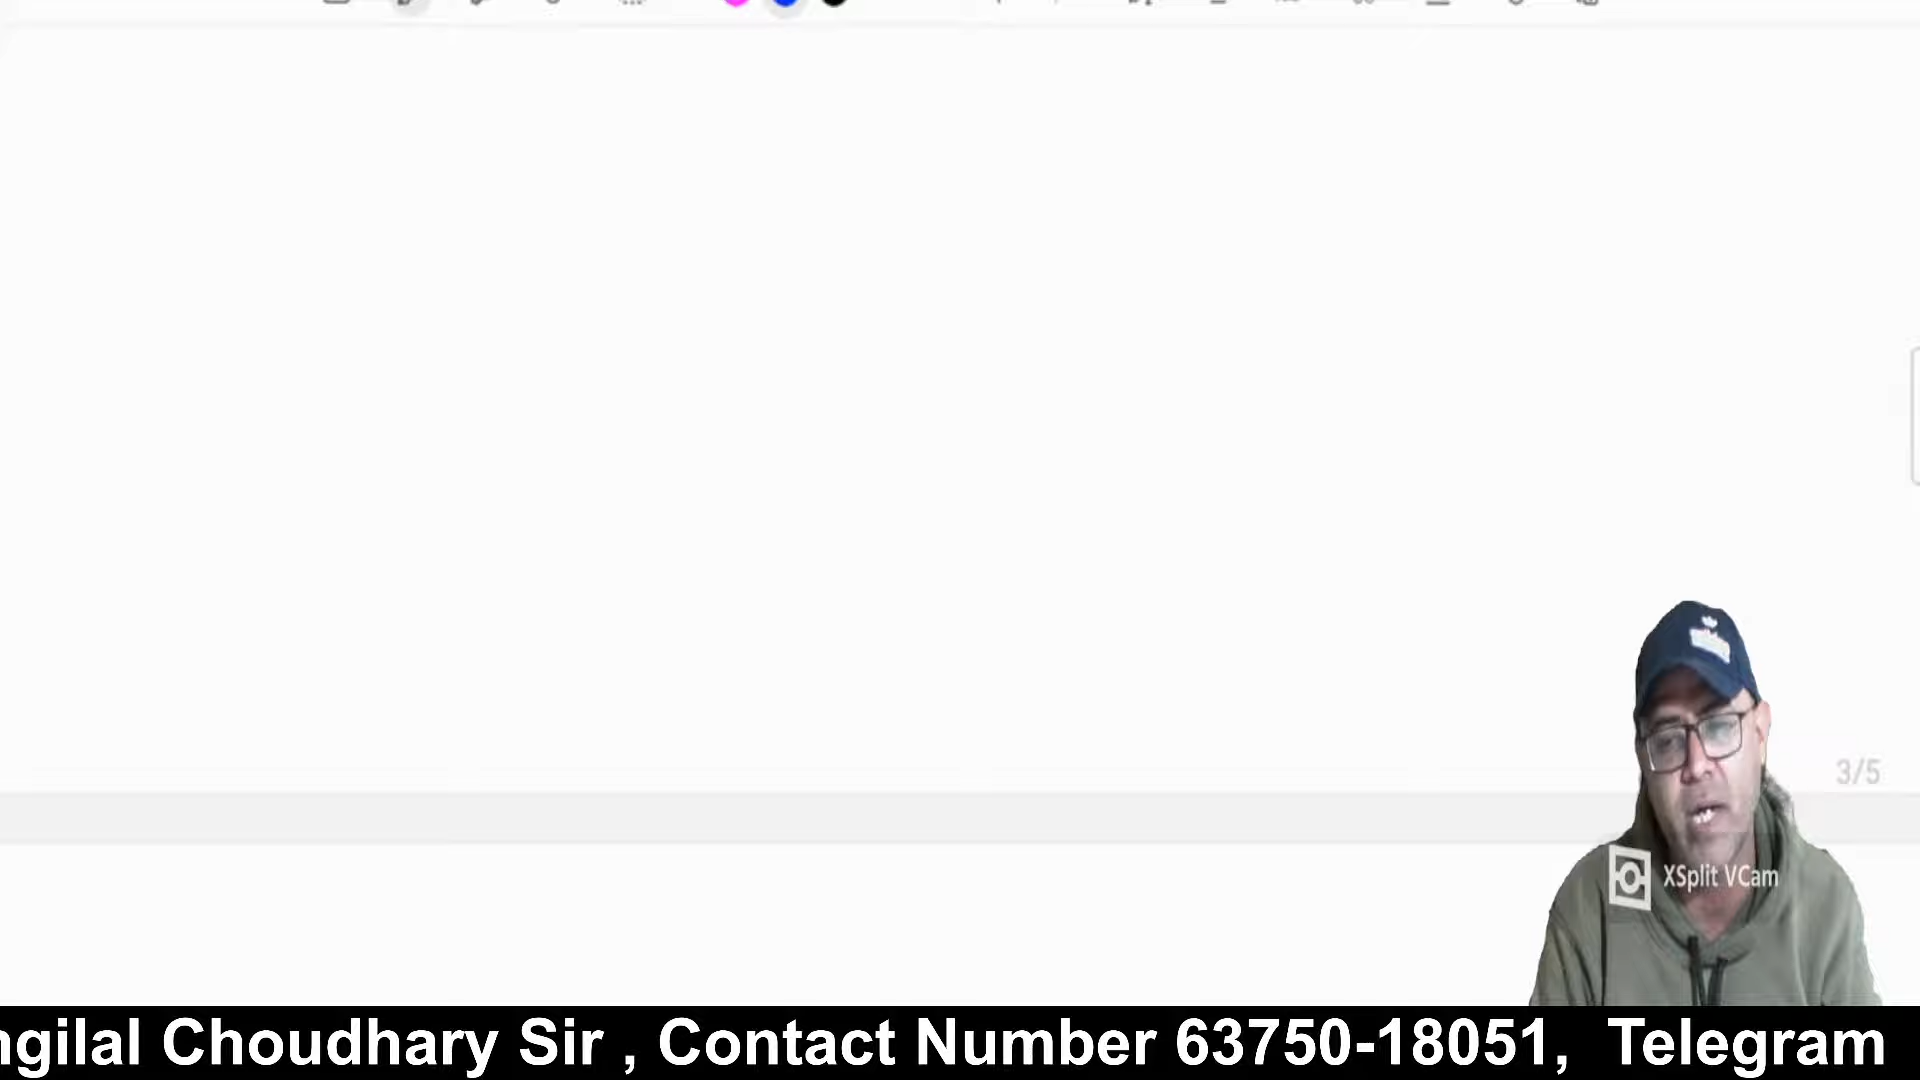 3/5
XSplit VCam
ngilal Choudhary Sir , Contact Number 63750-18051, Telegram